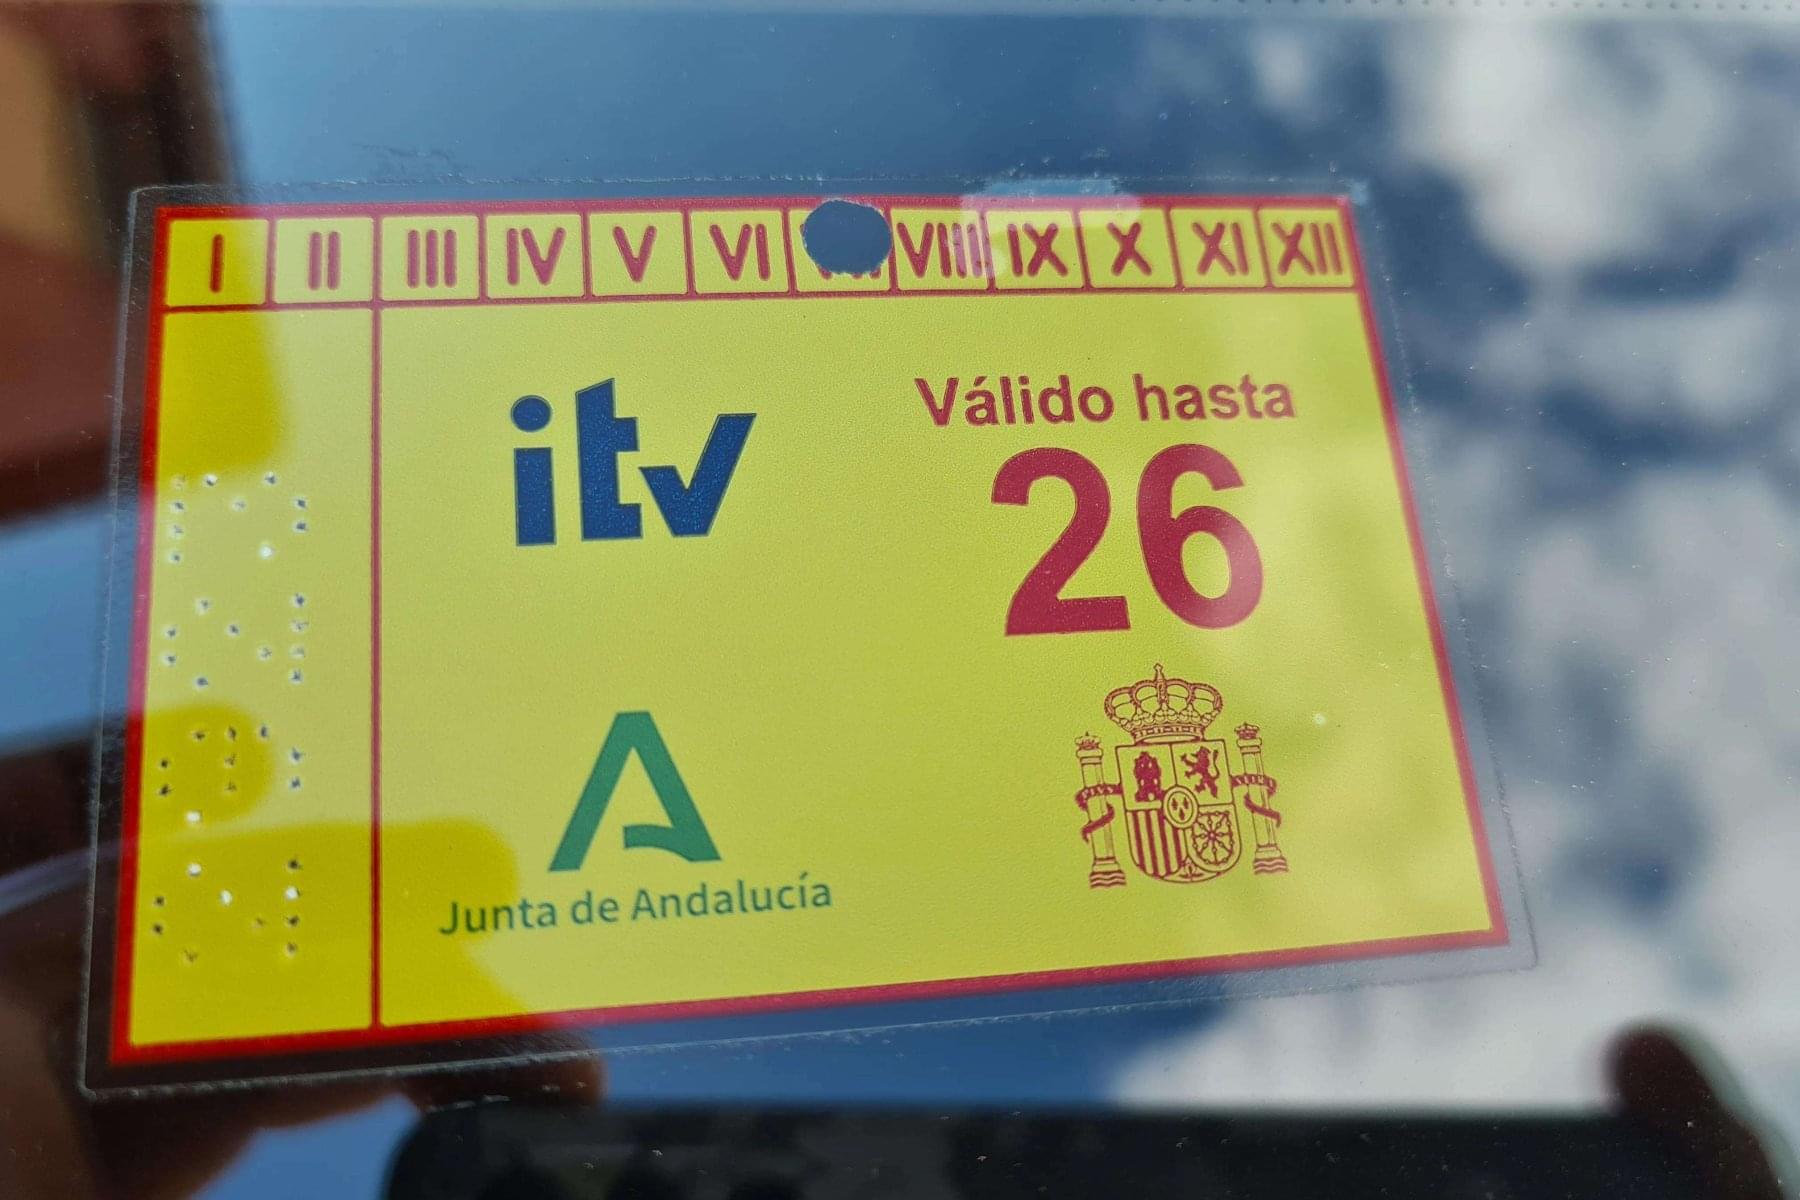 I II III IV V VI VIII IX X XI XII
itv
Válido hasta
26
Junta de Andalucía